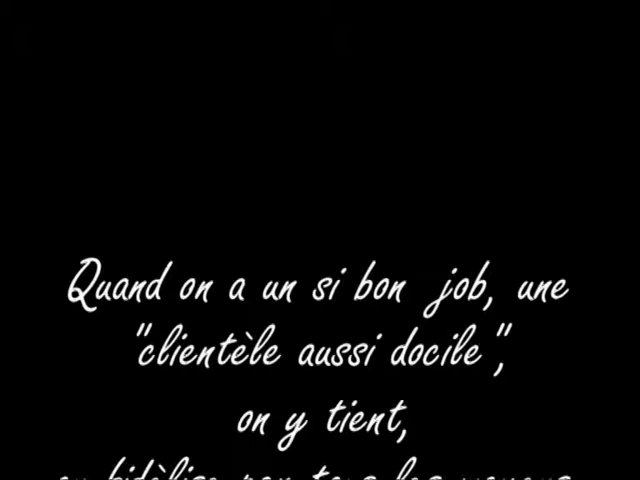 Quand on a un si bon job, une
"clientèle aussi docile",
on y tient,